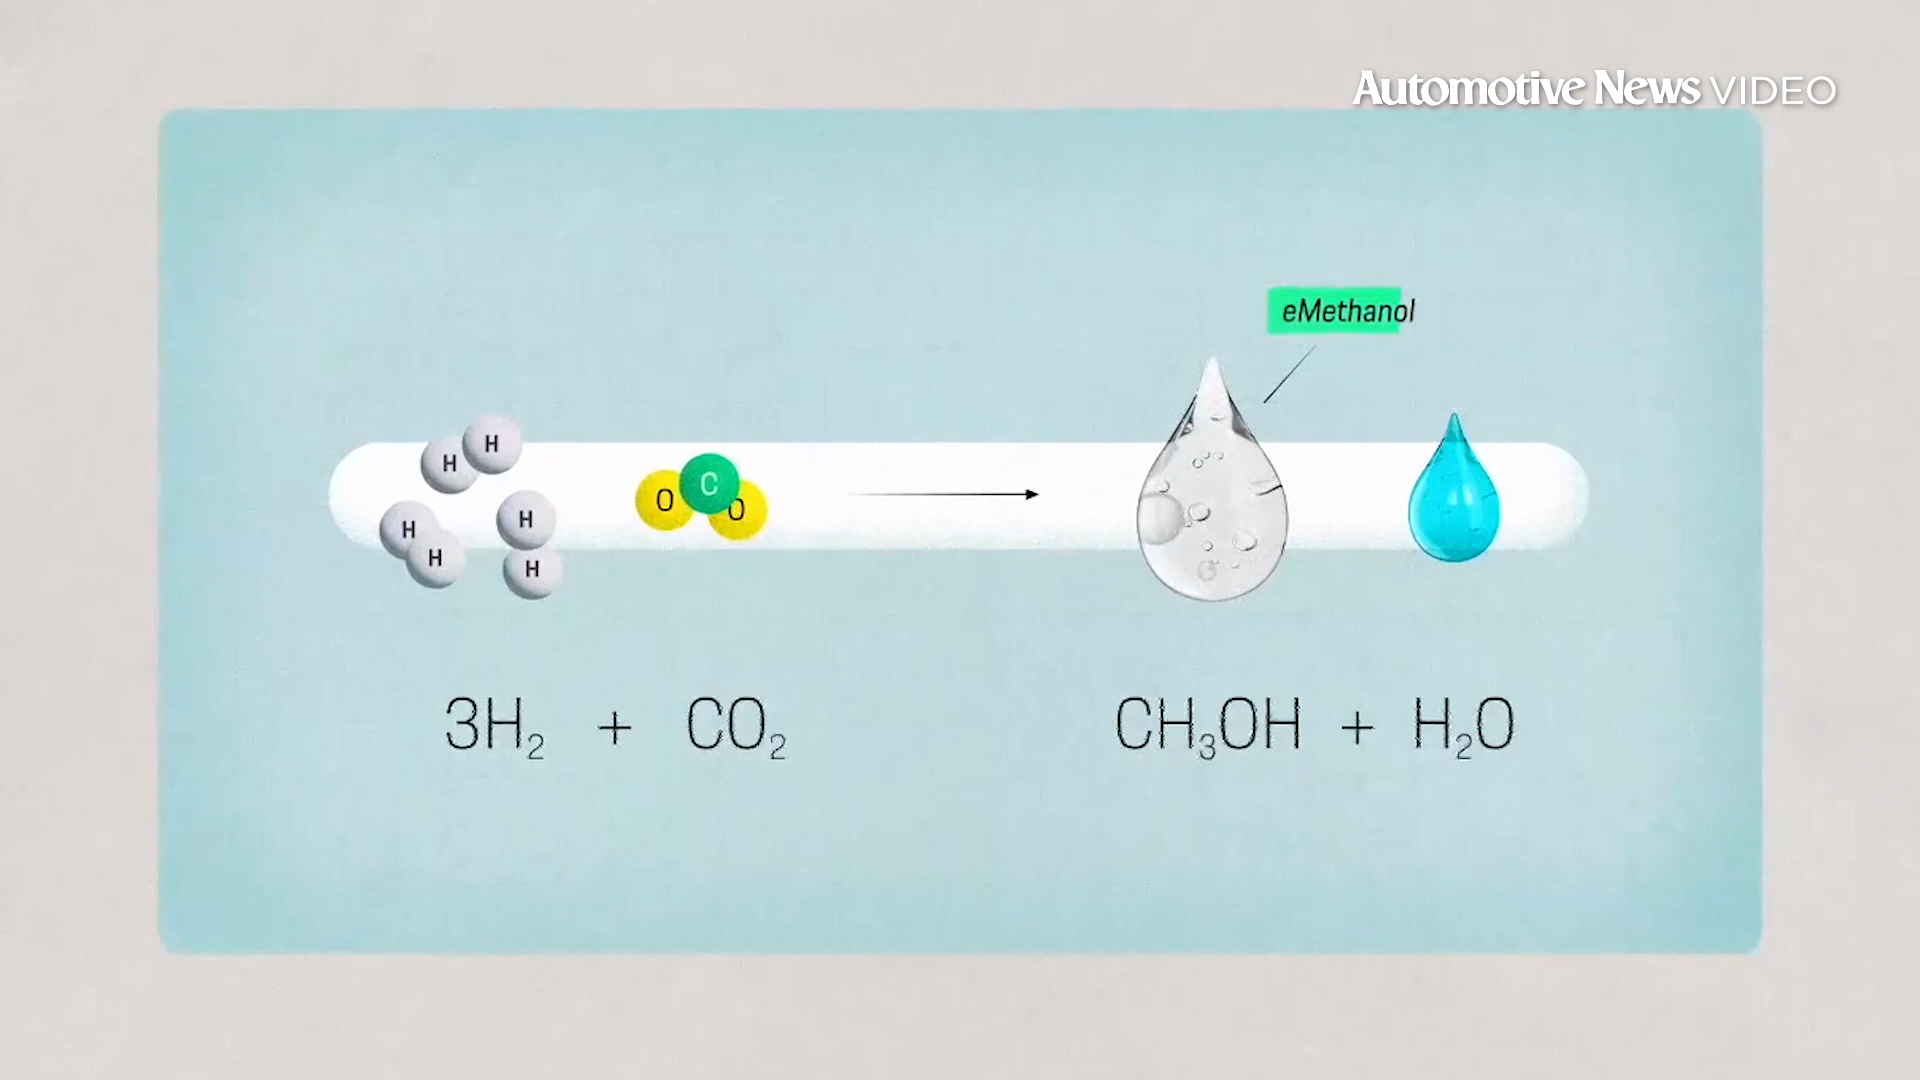 Automotive News VIDEO
eMethanol
H H
H H
H H
O C O
3H₂ + CO₂
CH₃OH + H₂O